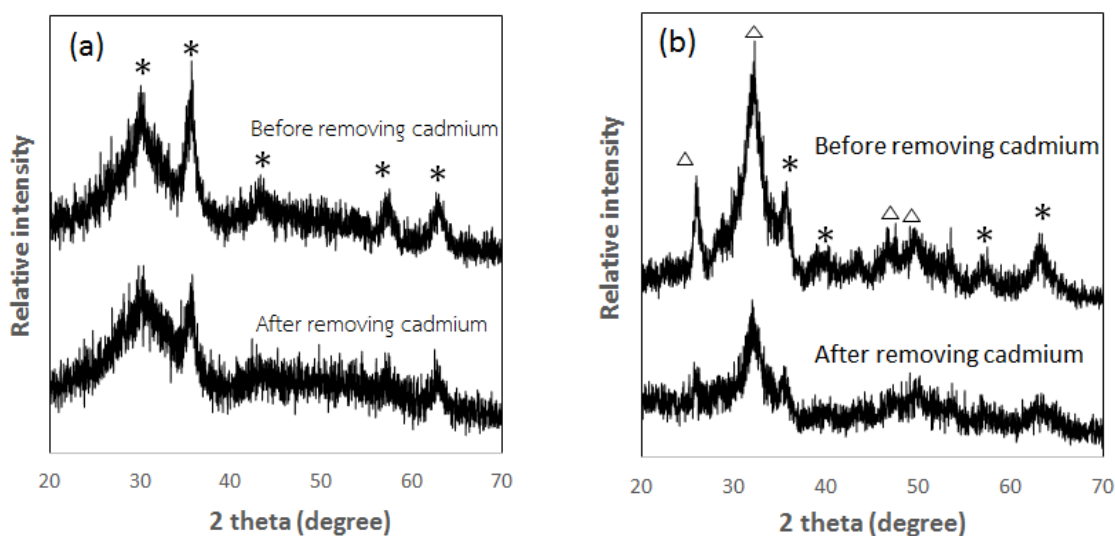 (a)
* *
Before removing cadmium
* * *
After removing cadmium
Relative intensity
20 30 40 50 60 70
2 theta (degree)
(b)
△
Before removing cadmium
△ *
△ △ * * *
After removing cadmium
Relative intensity
20 30 40 50 60 70
2 theta (degree)